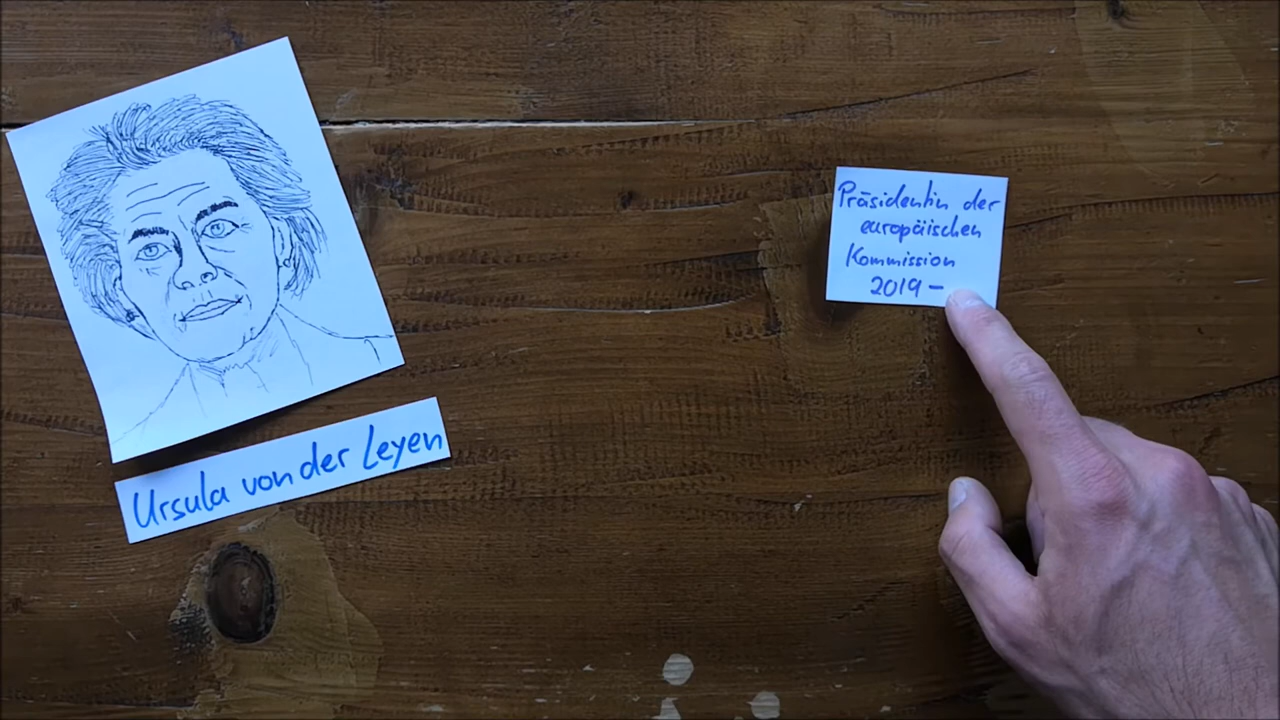 Ursula von der Leyen
Präsidentin der
europäischen
Kommission
2019 -